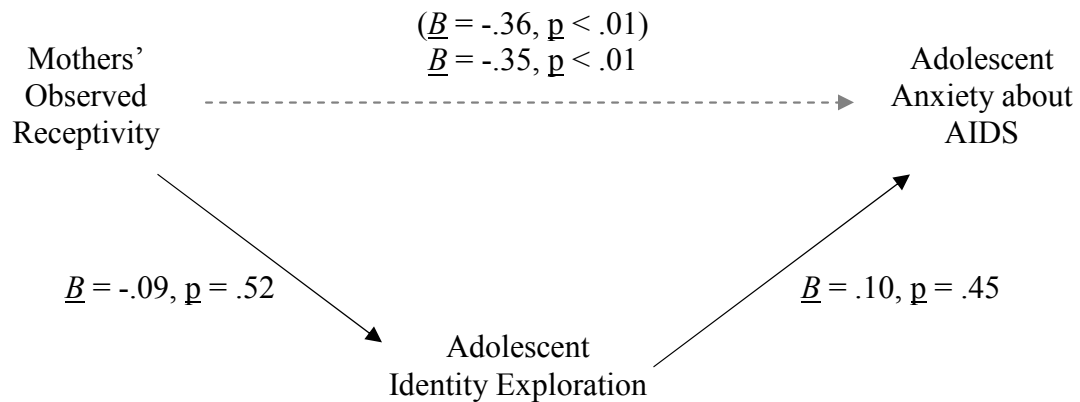 (B = -.36, p < .01)
B = -.35, p < .01
Mothers’
Observed
Receptivity
Adolescent
Anxiety about
AIDS
B = -.09, p = .52
B = .10, p = .45
Adolescent
Identity Exploration